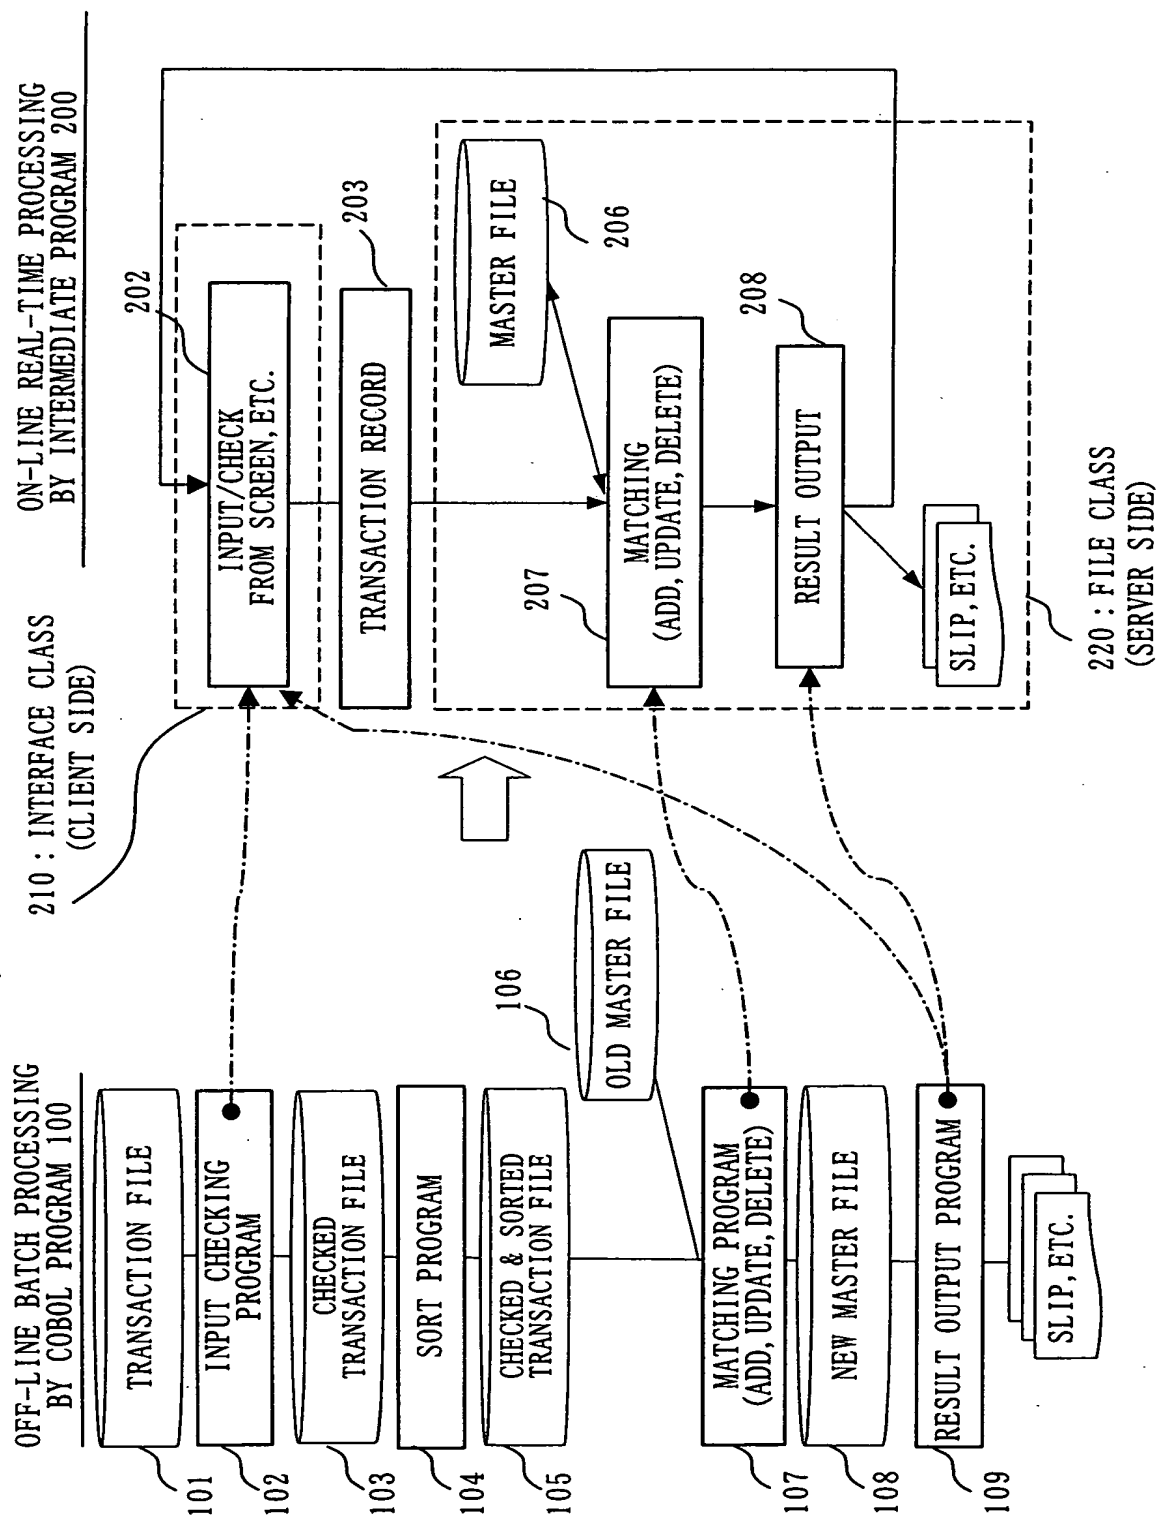 OFF-LINE BATCH PROCESSING
BY COBOL PROGRAM 100
101
TRANSACTION FILE
102
INPUT CHECKING
PROGRAM
103
CHECKED
TRANSACTION FILE
104
SORT PROGRAM
105
CHECKED & SORTED
TRANSACTION FILE
106
OLD MASTER FILE
107
MATCHING PROGRAM
(ADD, UPDATE, DELETE)
108
NEW MASTER FILE
109
RESULT OUTPUT PROGRAM
SLIP, ETC.
ON-LINE REAL-TIME PROCESSING
BY INTERMEDIATE PROGRAM 200
210 : INTERFACE CLASS
(CLIENT SIDE)
202
INPUT/CHECK
FROM SCREEN, ETC.
203
TRANSACTION RECORD
MASTER FILE
206
207
MATCHING
(ADD, UPDATE, DELETE)
208
RESULT OUTPUT
SLIP, ETC.
220 : FILE CLASS
(SERVER SIDE)